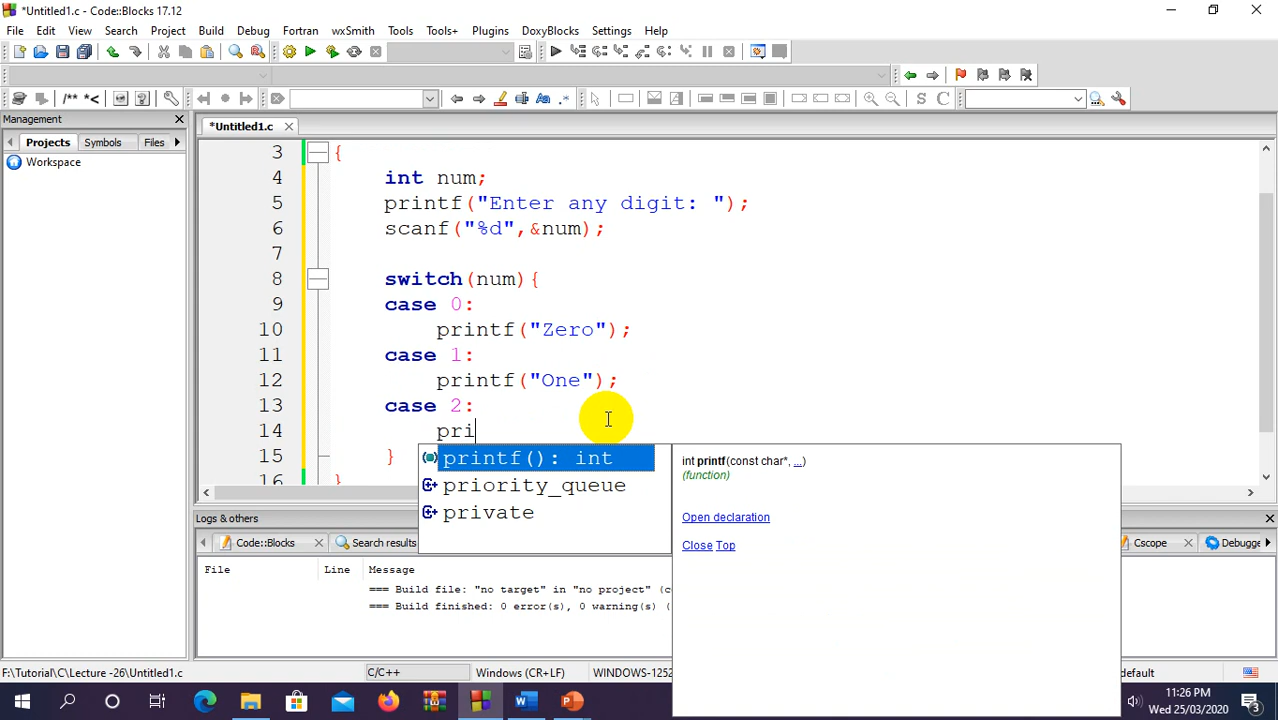 *Untitled1.c - Code::Blocks 17.12
File Edit View Search Project Build Debug Fortran wxSmith Tools Tools+ Plugins DoxyBlocks Settings Help
/** *<
S C
Management
*Untitled1.c
Projects Symbols Files
Workspace
3 {
4 int num;
5 printf("Enter any digit: ");
6 scanf("%d",&num);
7
8 switch(num){
9 case 0:
10 printf("Zero");
11 case 1:
12 printf("One");
13 case 2:
14 pri
15 }
16 }
printf(): int
priority_queue
private
int printf(const char*, ...)
(function)
Open declaration
Close Top
Logs & others
Code::Blocks Search results Cscope Debugge
File Line Message
=== Build file: "no target" in "no project" (c
=== Build finished: 0 error(s), 0 warning(s) (
F:\Tutorial\C\Lecture -26\Untitled1.c C/C++ Windows (CR+LF) WINDOWS-1252 default
11:26 PM
Wed 25/03/2020
3